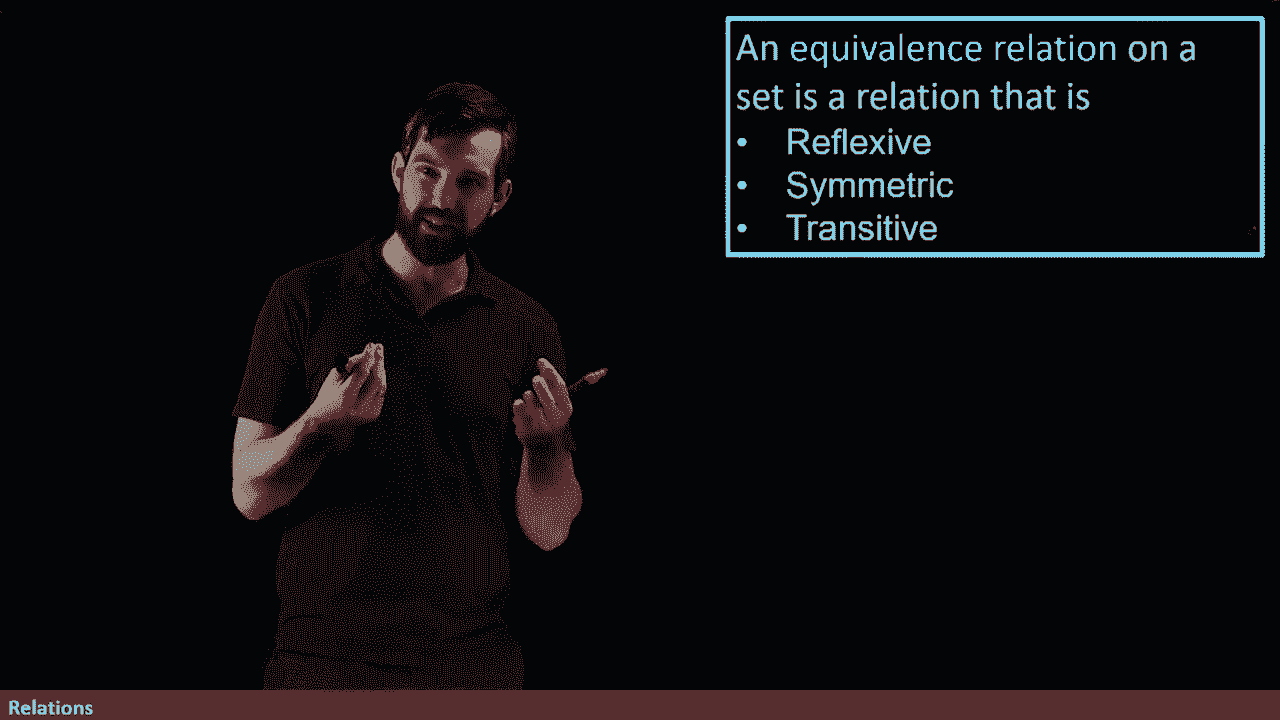 An equivalence relation on a
set is a relation that is
• Reflexive
• Symmetric
• Transitive
Relations